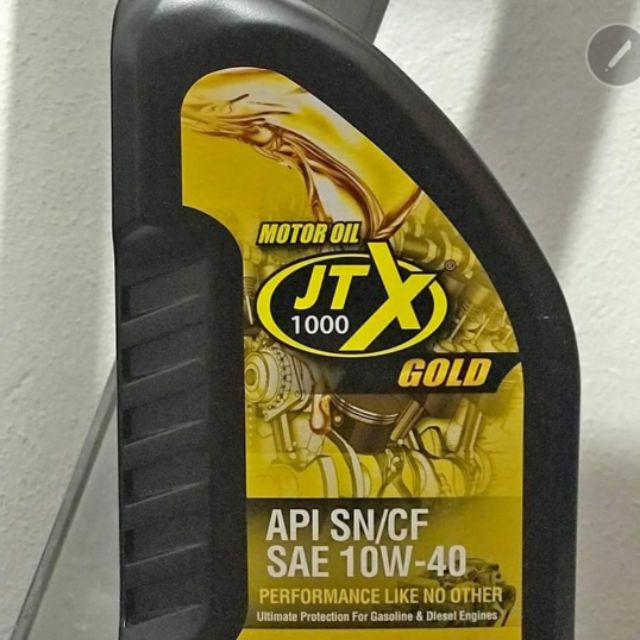 MOTOR OIL
JTX
1000
®
GOLD
API SN/CF
SAE 10W-40
PERFORMANCE LIKE NO OTHER
Ultimate Protection For Gasoline & Diesel Engines